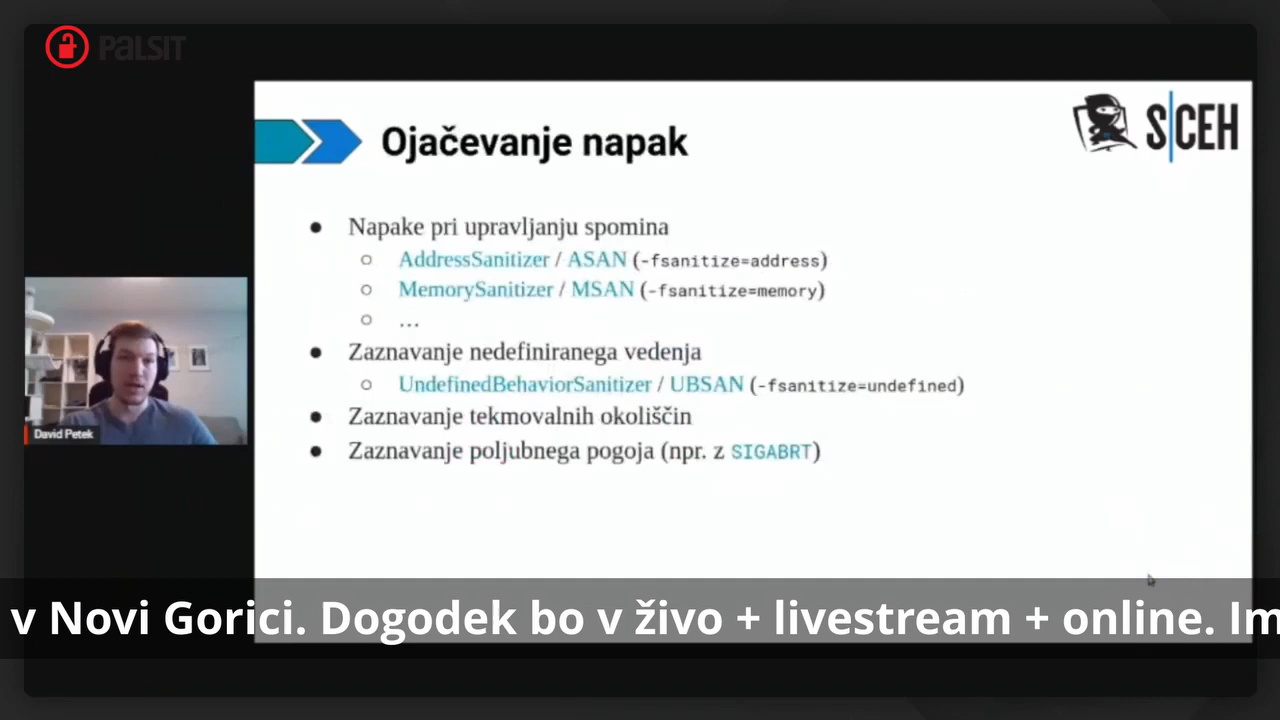 PaLSIT
Ojačevanje napak
S|CEH
● Napake pri upravljanju spomina
○ AddressSanitizer / ASAN (-fsanitize=address)
○ MemorySanitizer / MSAN (-fsanitize=memory)
○ ...
● Zaznavanje nedefiniranega vedenja
○ UndefinedBehaviorSanitizer / UBSAN (-fsanitize=undefined)
● Zaznavanje tekmovalnih okoliščin
● Zaznavanje poljubnega pogoja (npr. z SIGABRT)
David Petek
v Novi Gorici. Dogodek bo v živo + livestream + online. Im